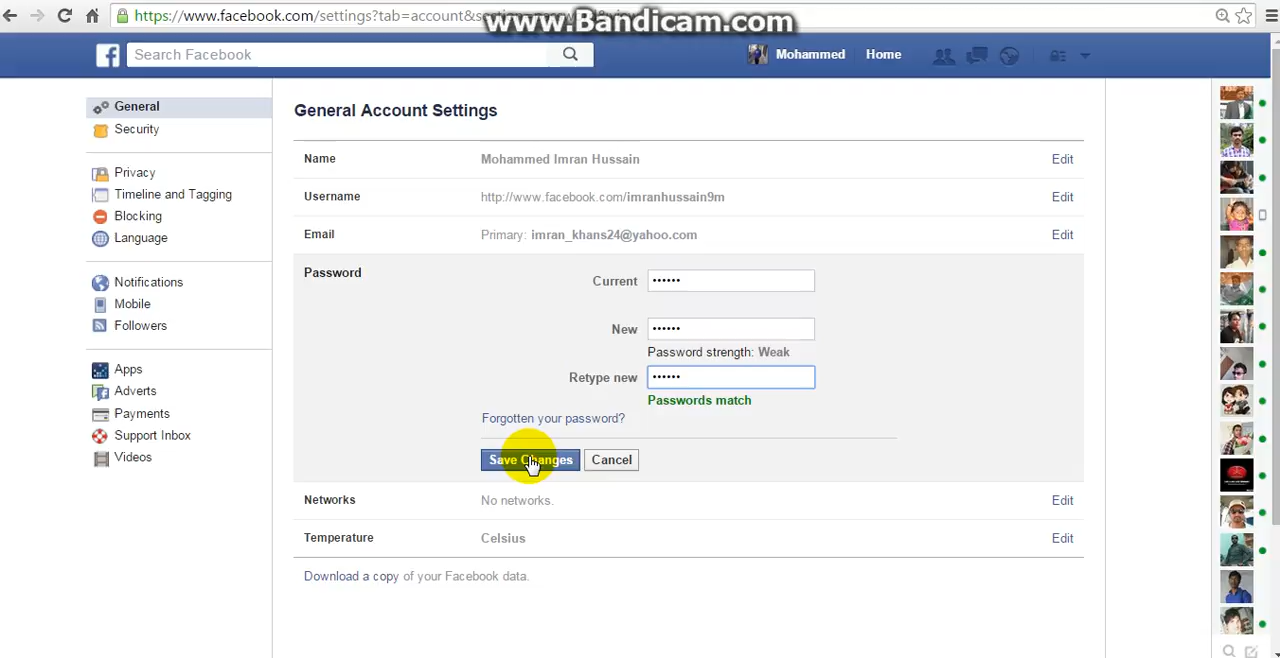 https://www.facebook.com/settings?tab=account&
www.Bandicam.com
Search Facebook
Mohammed
Home
General
Security
Privacy
Timeline and Tagging
Blocking
Language
Notifications
Mobile
Followers
Apps
Adverts
Payments
Support Inbox
Videos
General Account Settings
Name Mohammed Imran Hussain Edit
Username http://www.facebook.com/imranhussain9m Edit
Email Primary: imran_khans24@yahoo.com Edit
Password
Current ••••••
New ••••••
Password strength: Weak
Retype new ••••••
Passwords match
Forgotten your password?
Save Changes Cancel
Networks No networks. Edit
Temperature Celsius Edit
Download a copy of your Facebook data.